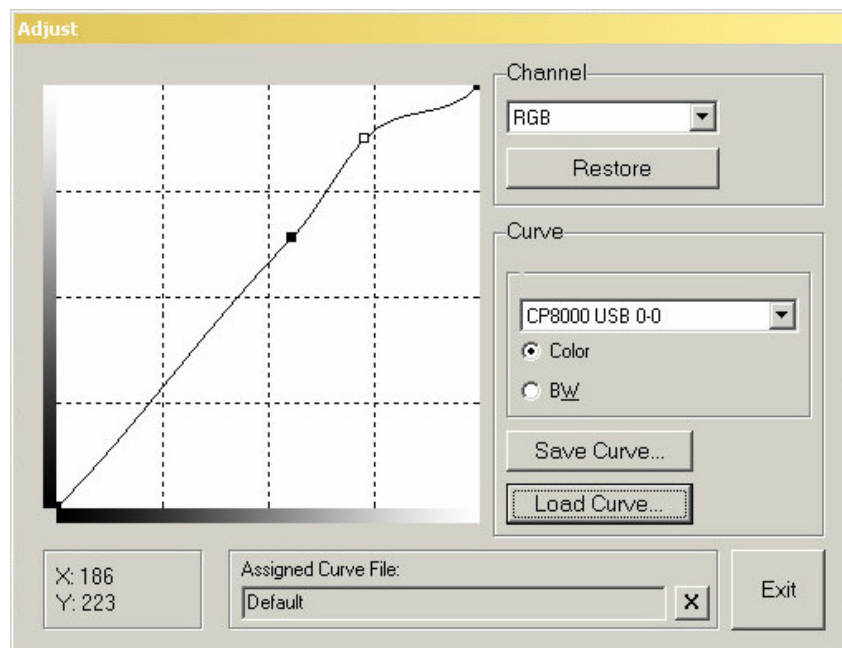 Adjust
Channel
RGB
Restore
Curve
CP8000 USB 0-0
Color
BW
Save Curve...
Load Curve...
X: 186
Y: 223
Assigned Curve File:
Default
X
Exit